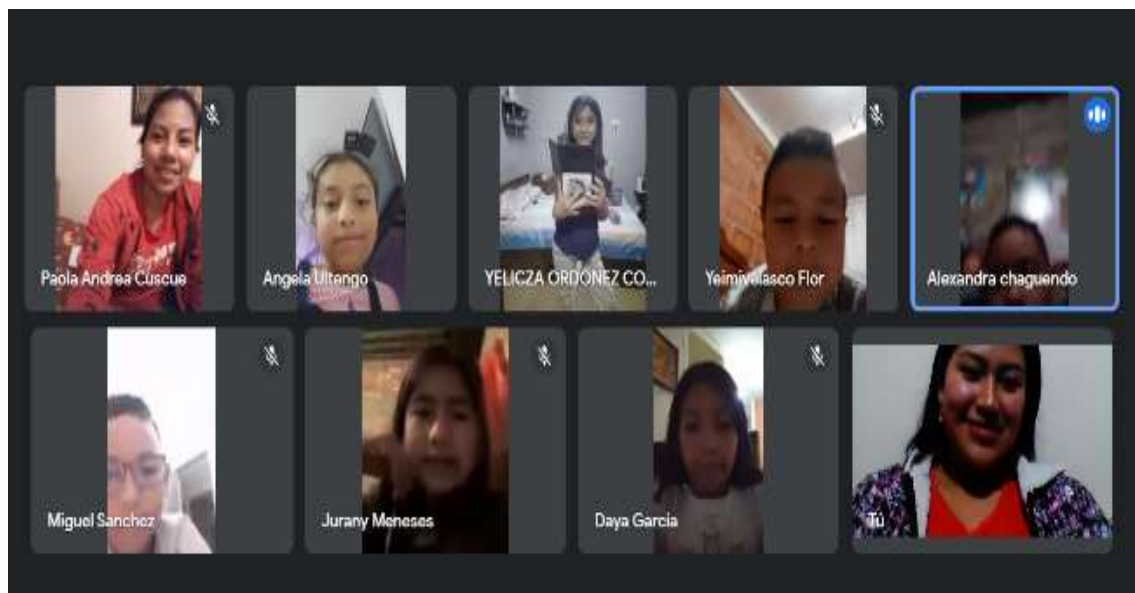 Paola Andrea Cuscue
Angela Ultengo
YELICZA ORDOÑEZ CO...
Yeimivelasco Flor
Alexandra chaguendo
Miguel Sanchez
Jurany Meneses
Daya Garcia
Tú